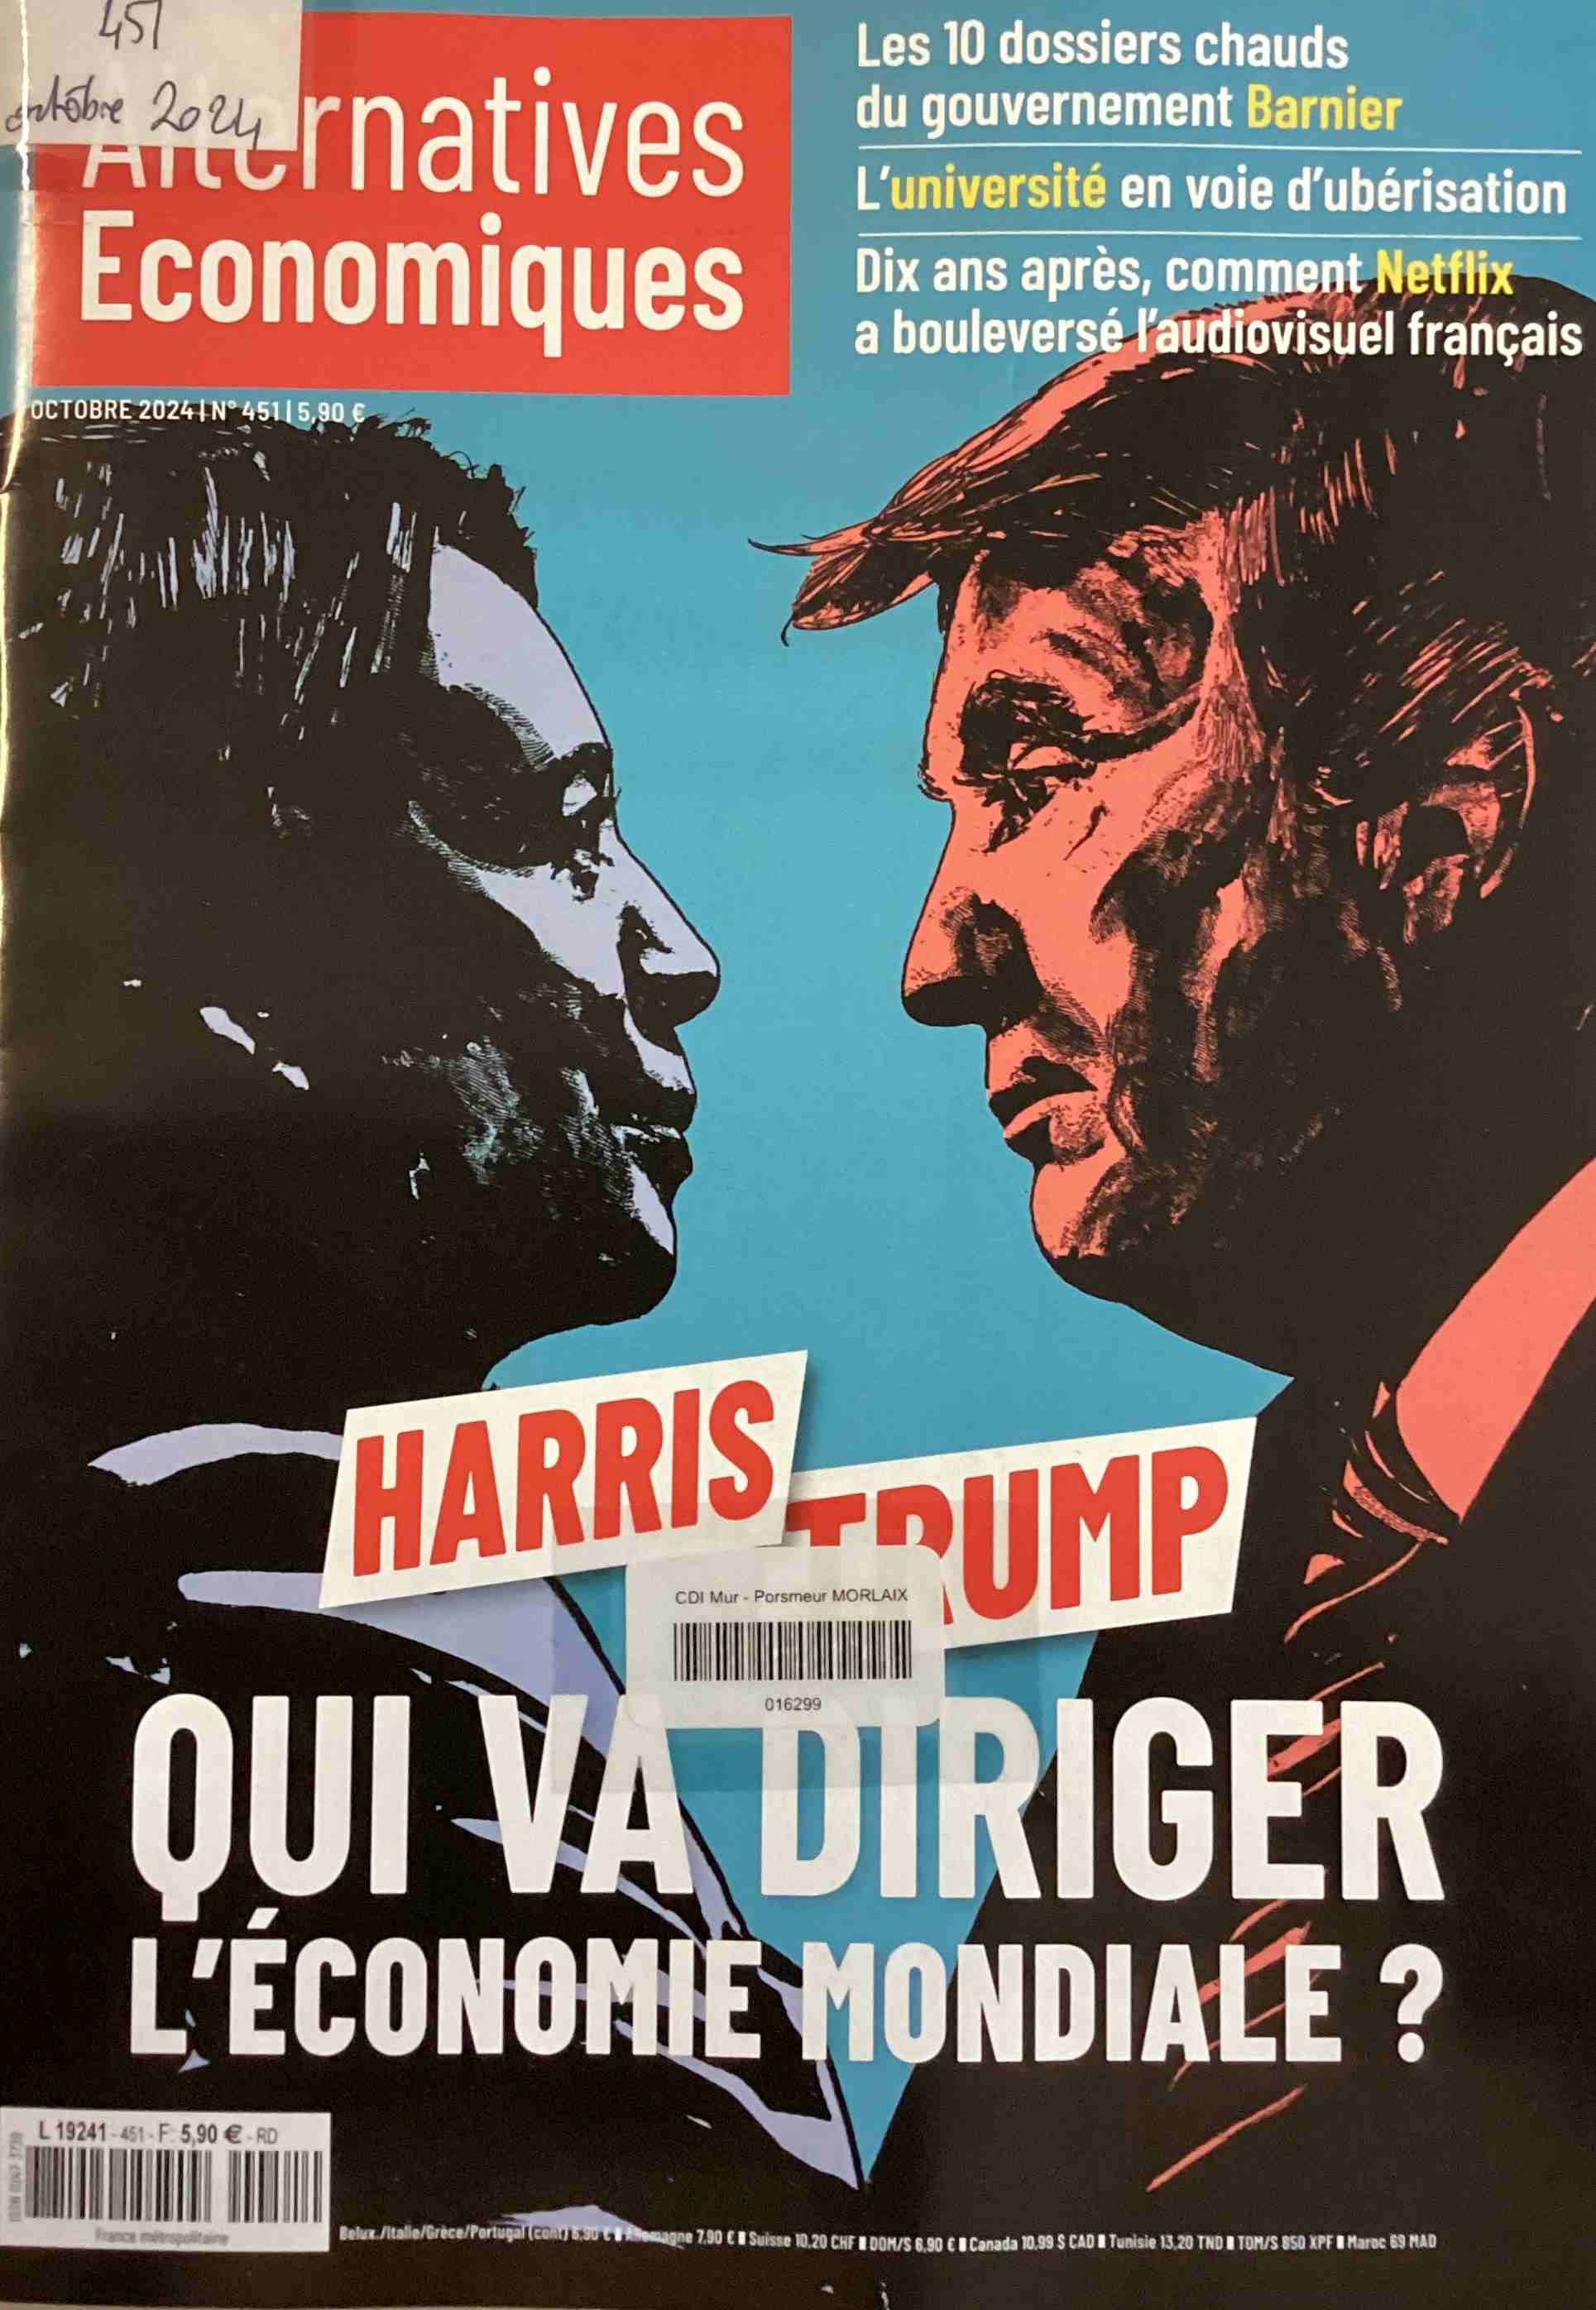 451
octobre 2024
Alternatives
Economiques
OCTOBRE 2024 | N° 451 | 5,90 €
Les 10 dossiers chauds
du gouvernement Barnier
L'université en voie d'ubérisation
Dix ans après, comment Netflix
a bouleversé l'audiovisuel français
HARRIS
TRUMP
CDI Mur - Porsmeur MORLAIX
016299
QUI VA DIRIGER
L'ÉCONOMIE MONDIALE ?
L 19241 - 451 - F: 5,90 € - RD
France métropolitaine
Belux./Italie/Grèce/Portugal (cont) 6,90 € ∎ Allemagne 7,90 € ∎ Suisse 10,20 CHF ∎ DOM/S 6,90 € ∎ Canada 10,99 $ CAD ∎ Tunisie 13,20 TND ∎ TOM/S 850 XPF ∎ Maroc 69 MAD